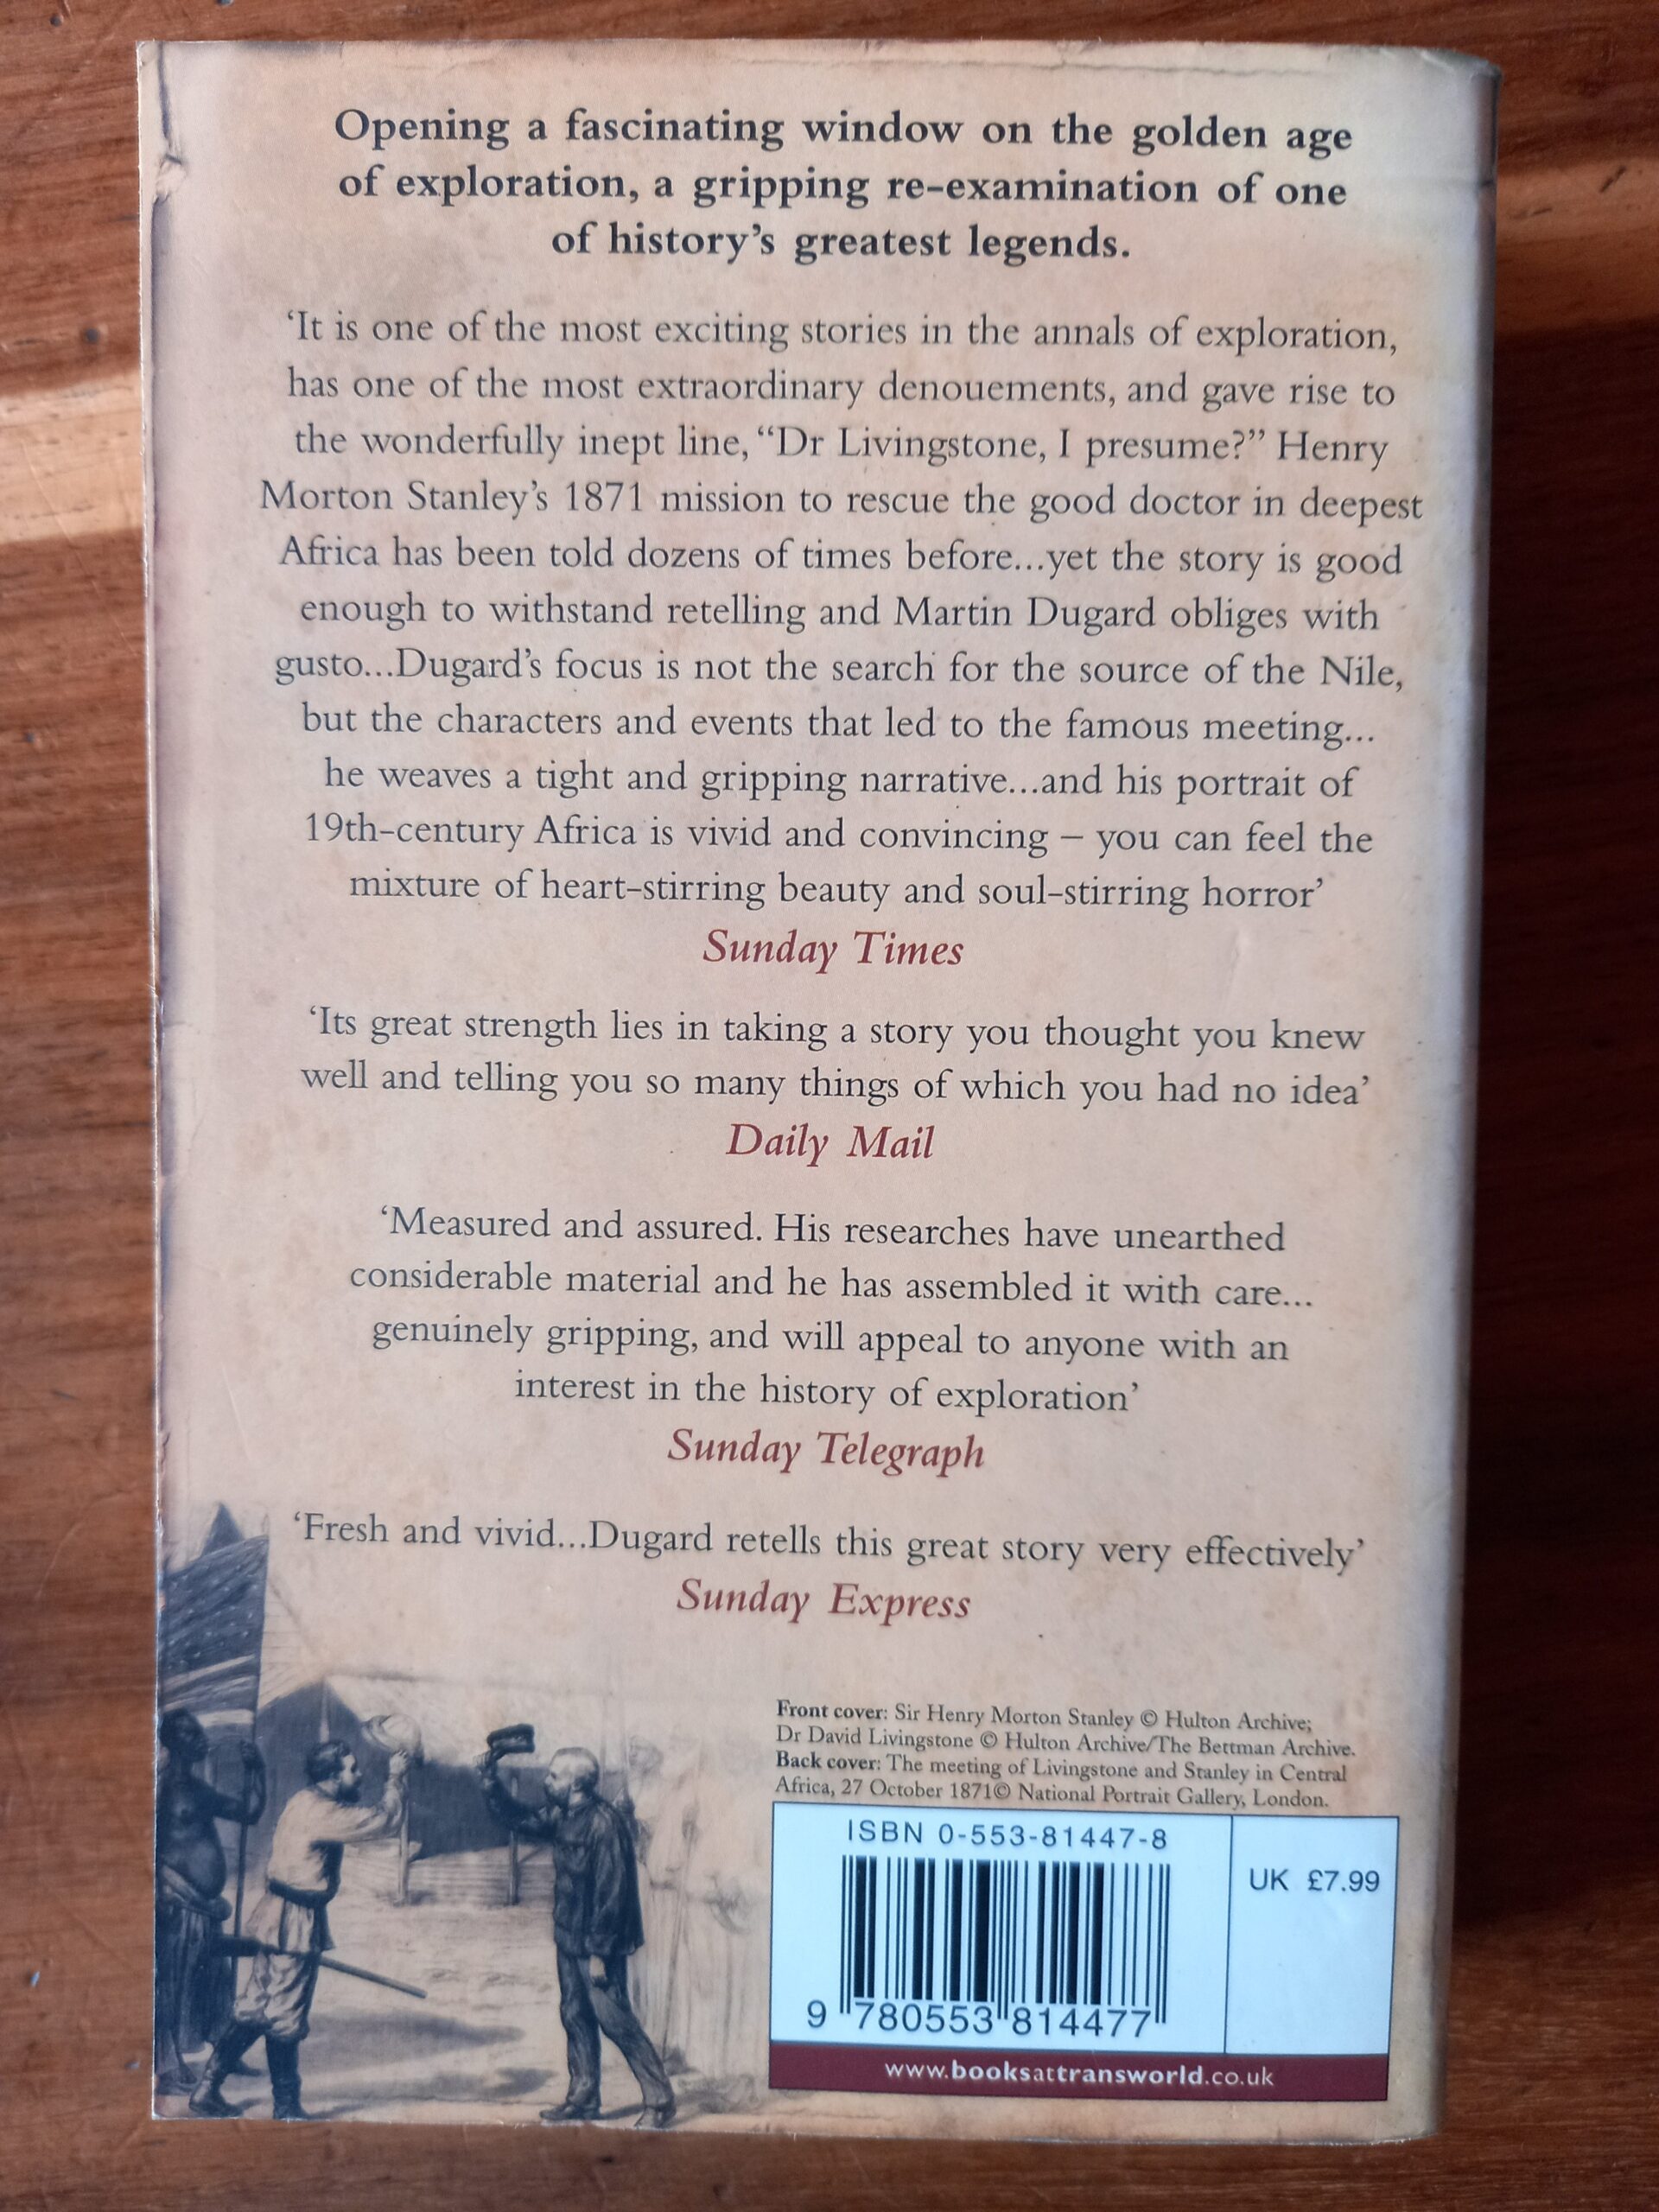 Opening a fascinating window on the golden age
of exploration, a gripping re-examination of one
of history's greatest legends.
‘It is one of the most exciting stories in the annals of exploration,
has one of the most extraordinary denouements, and gave rise to
the wonderfully inept line, “Dr Livingstone, I presume?” Henry
Morton Stanley’s 1871 mission to rescue the good doctor in deepest
Africa has been told dozens of times before...yet the story is good
enough to withstand retelling and Martin Dugard obliges with
gusto...Dugard’s focus is not the search for the source of the Nile,
but the characters and events that led to the famous meeting...
he weaves a tight and gripping narrative...and his portrait of
19th-century Africa is vivid and convincing – you can feel the
mixture of heart-stirring beauty and soul-stirring horror’
Sunday Times
‘Its great strength lies in taking a story you thought you knew
well and telling you so many things of which you had no idea’
Daily Mail
‘Measured and assured. His researches have unearthed
considerable material and he has assembled it with care...
genuinely gripping, and will appeal to anyone with an
interest in the history of exploration’
Sunday Telegraph
‘Fresh and vivid...Dugard retells this great story very effectively’
Sunday Express
Front cover: Sir Henry Morton Stanley © Hulton Archive;
Dr David Livingstone © Hulton Archive/The Bettman Archive.
Back cover: The meeting of Livingstone and Stanley in Central
Africa, 27 October 1871© National Portrait Gallery, London.
ISBN 0-553-81447-8
UK £7.99
9 780553 814477
www.booksattransworld.co.uk